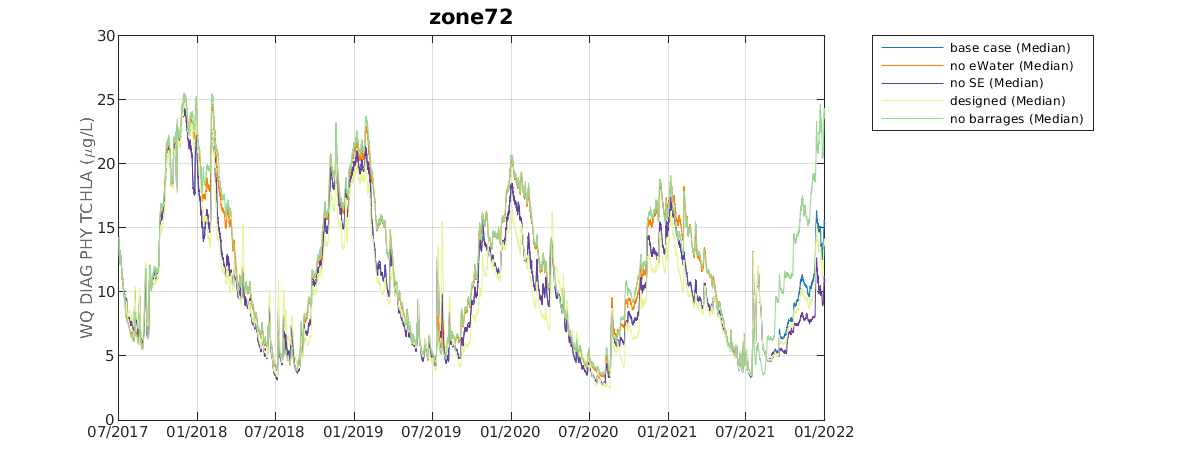 zone72
WQ DIAG PHY TCHLA (μg/L)
30
25
20
15
10
5
0
07/2017
01/2018
07/2018
01/2019
07/2019
01/2020
07/2020
01/2021
07/2021
01/2022
base case (Median)
no eWater (Median)
no SE (Median)
designed (Median)
no barrages (Median)